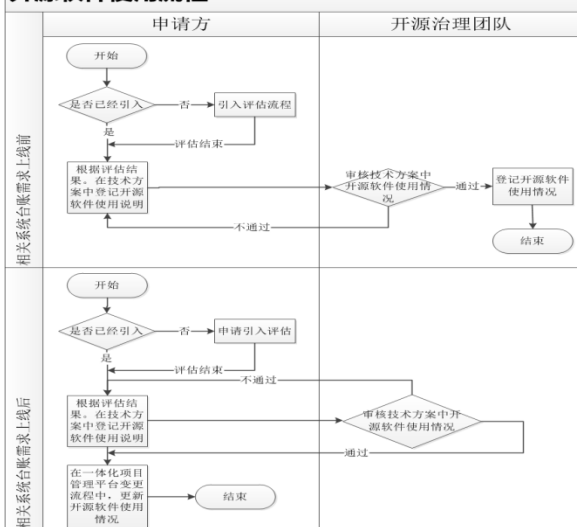 申请方
开源治理团队
相关系统台账需求上线前
开始
是否已经引入
否
引入评估流程
是
评估结束
根据评估结
果。在技术方
案中登记开源
软件使用说明
审核技术方案中
开源软件使用情
况
通过
登记开源软件
使用情况
不通过
结束
相关系统台账需求上线后
开始
是否已经引入
否
申请引入评估
是
评估结束
不通过
根据评估结
果。在技术方
案中登记开源
软件使用说明
审核技术方案中开
源软件使用情况
通过
在一体化项目
管理平台变更
流程中，更新
开源软件使用
情况
结束